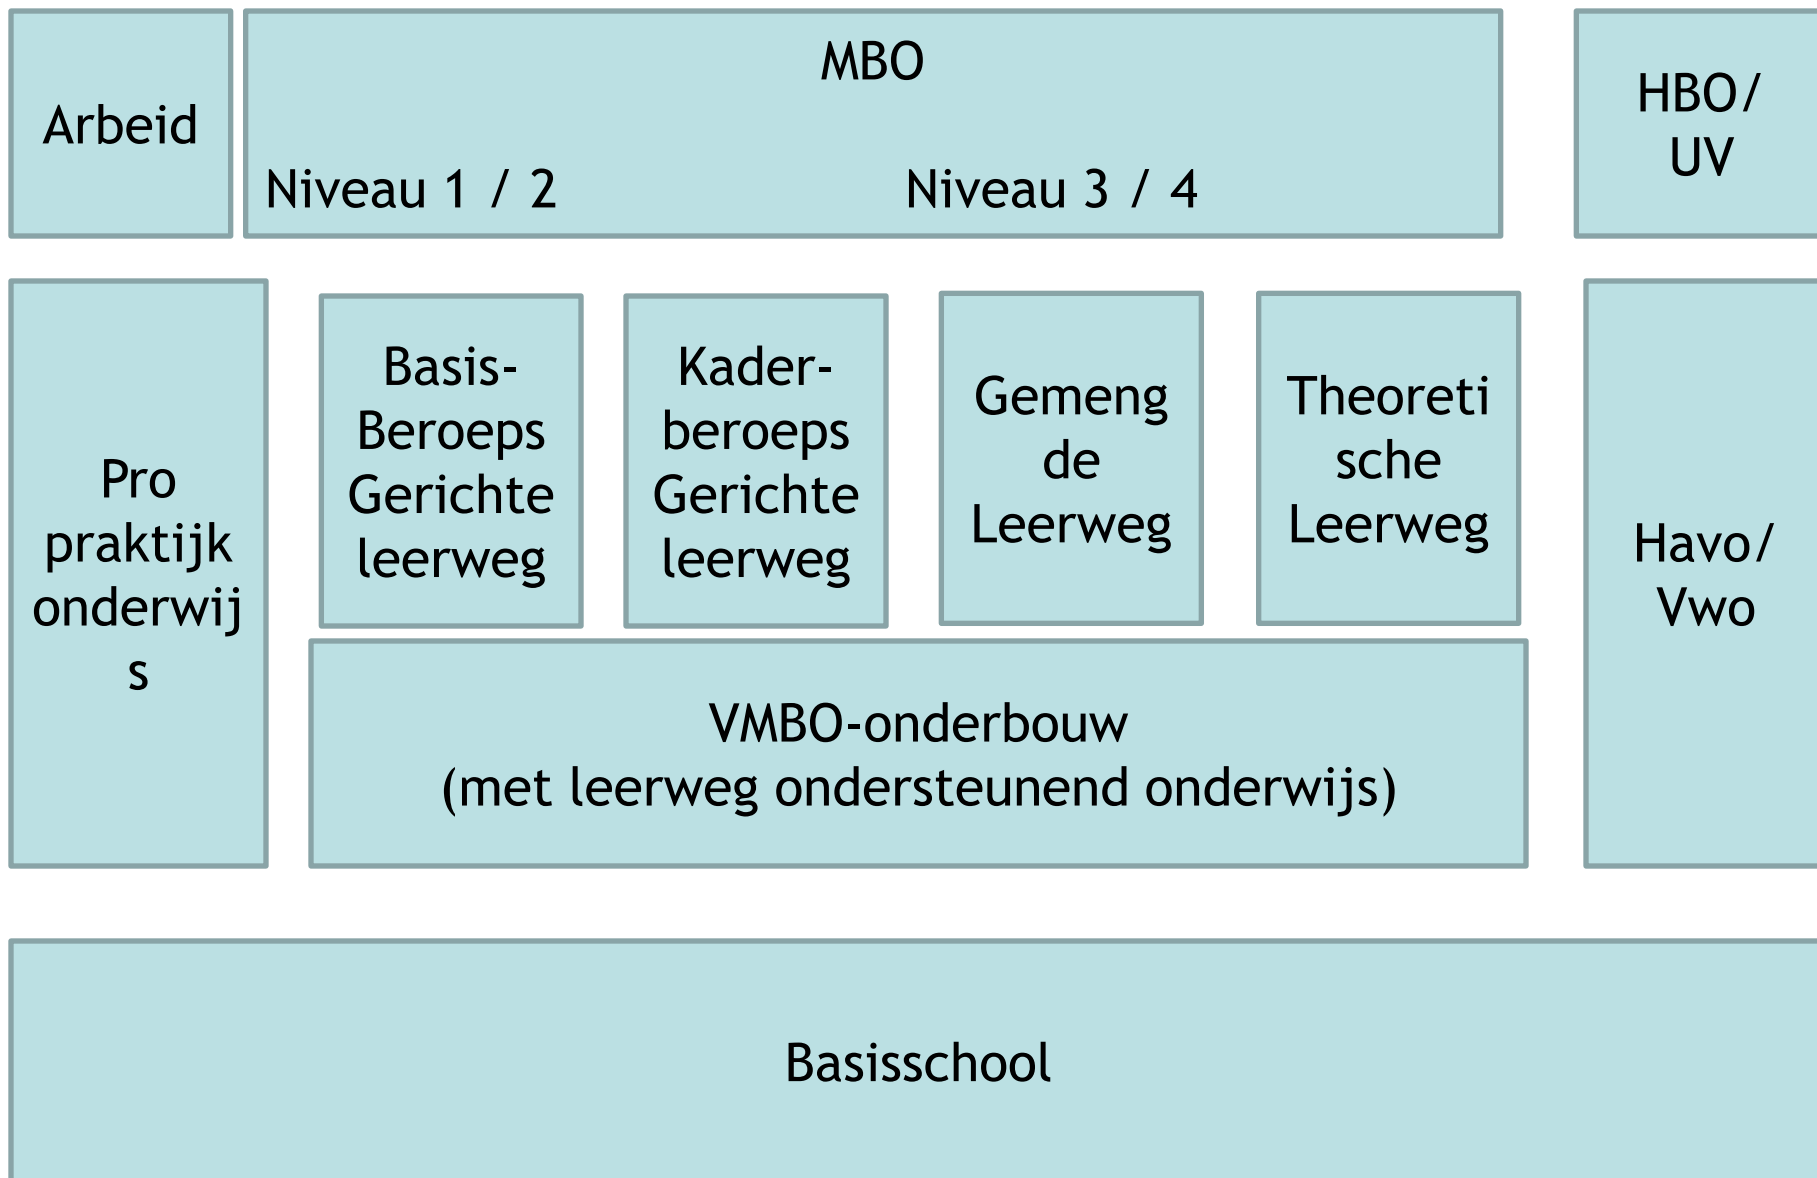 Arbeid
MBO
Niveau 1 / 2
Niveau 3 / 4
HBO/
UV
Pro
praktijk
onderwij
s
Basis-
Beroeps
Gerichte
leerweg
Kader-
beroeps
Gerichte
leerweg
Gemeng
de
Leerweg
Theoreti
sche
Leerweg
Havo/
Vwo
VMBO-onderbouw
(met leerweg ondersteunend onderwijs)
Basisschool